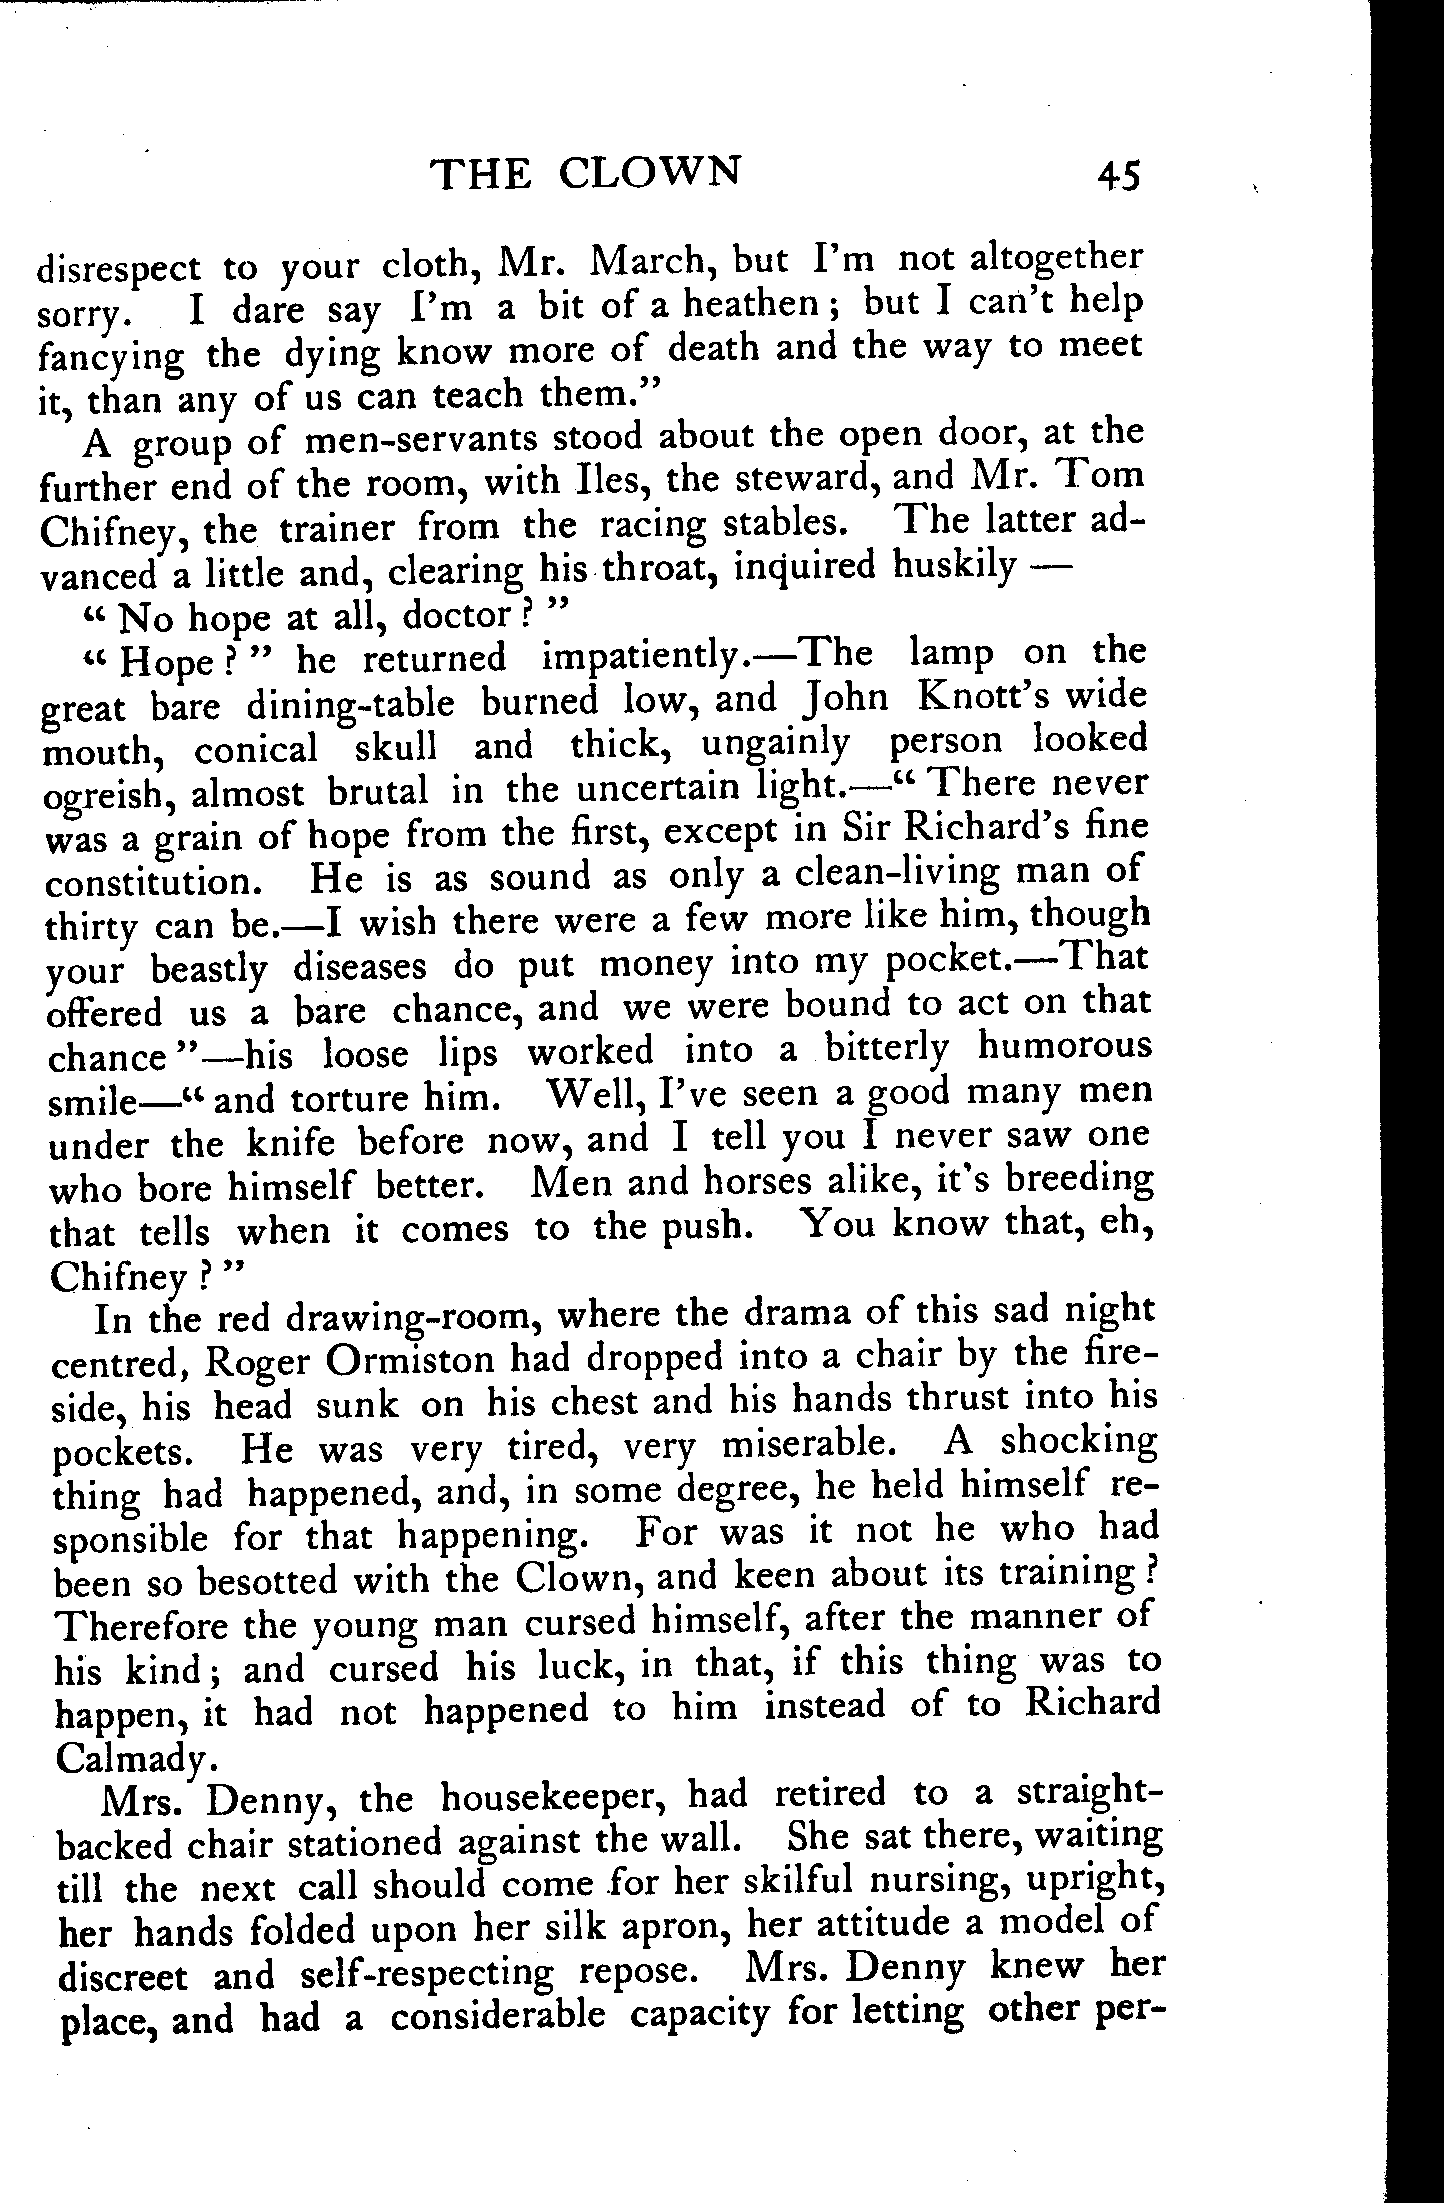 THE CLOWN 45
disrespect to your cloth, Mr. March, but I'm not altogether
sorry. I dare say I'm a bit of a heathen; but I can't help
fancying the dying know more of death and the way to meet
it, than any of us can teach them."
A group of men-servants stood about the open door, at the
further end of the room, with Iles, the steward, and Mr. Tom
Chifney, the trainer from the racing stables. The latter ad-
vanced a little and, clearing his throat, inquired huskily —
"No hope at all, doctor?"
"Hope?" he returned impatiently.—The lamp on the
great bare dining-table burned low, and John Knott's wide
mouth, conical skull and thick, ungainly person looked
ogreish, almost brutal in the uncertain light.—"There never
was a grain of hope from the first, except in Sir Richard's fine
constitution. He is as sound as only a clean-living man of
thirty can be.—I wish there were a few more like him, though
your beastly diseases do put money into my pocket.—That
offered us a bare chance, and we were bound to act on that
chance"—his loose lips worked into a bitterly humorous
smile—"and torture him. Well, I've seen a good many men
under the knife before now, and I tell you I never saw one
who bore himself better. Men and horses alike, it's breeding
that tells when it comes to the push. You know that, eh,
Chifney?"
In the red drawing-room, where the drama of this sad night
centred, Roger Ormiston had dropped into a chair by the fire-
side, his head sunk on his chest and his hands thrust into his
pockets. He was very tired, very miserable. A shocking
thing had happened, and, in some degree, he held himself re-
sponsible for that happening. For was it not he who had
been so besotted with the Clown, and keen about its training?
Therefore the young man cursed himself, after the manner of
his kind; and cursed his luck, in that, if this thing was to
happen, it had not happened to him instead of to Richard
Calmady.
Mrs. Denny, the housekeeper, had retired to a straight-
backed chair stationed against the wall. She sat there, waiting
till the next call should come for her skilful nursing, upright,
her hands folded upon her silk apron, her attitude a model of
discreet and self-respecting repose. Mrs. Denny knew her
place, and had a considerable capacity for letting other per-